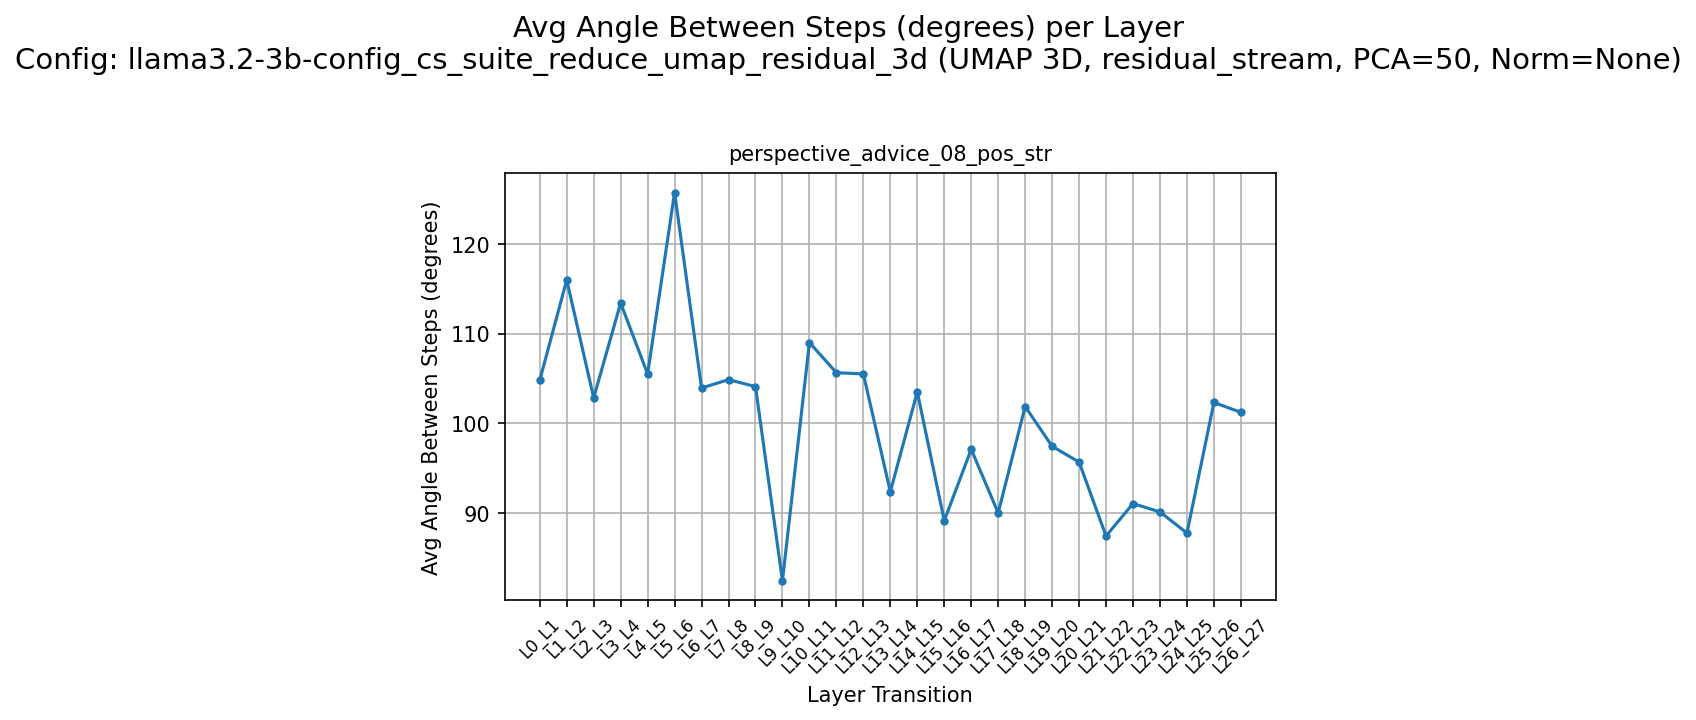 Avg Angle Between Steps (degrees) per Layer
Config: llama3.2-3b-config_cs_suite_reduce_umap_residual_3d (UMAP 3D, residual_stream, PCA=50, Norm=None)
perspective_advice_08_pos_str
Avg Angle Between Steps (degrees)
120
110
100
90
L0_L1
L1_L2
L2_L3
L3_L4
L4_L5
L5_L6
L6_L7
L7_L8
L8_L9
L9_L10
L10_L11
L11_L12
L12_L13
L13_L14
L14_L15
L15_L16
L16_L17
L17_L18
L18_L19
L19_L20
L20_L21
L21_L22
L22_L23
L23_L24
L24_L25
L25_L26
L26_L27
Layer Transition